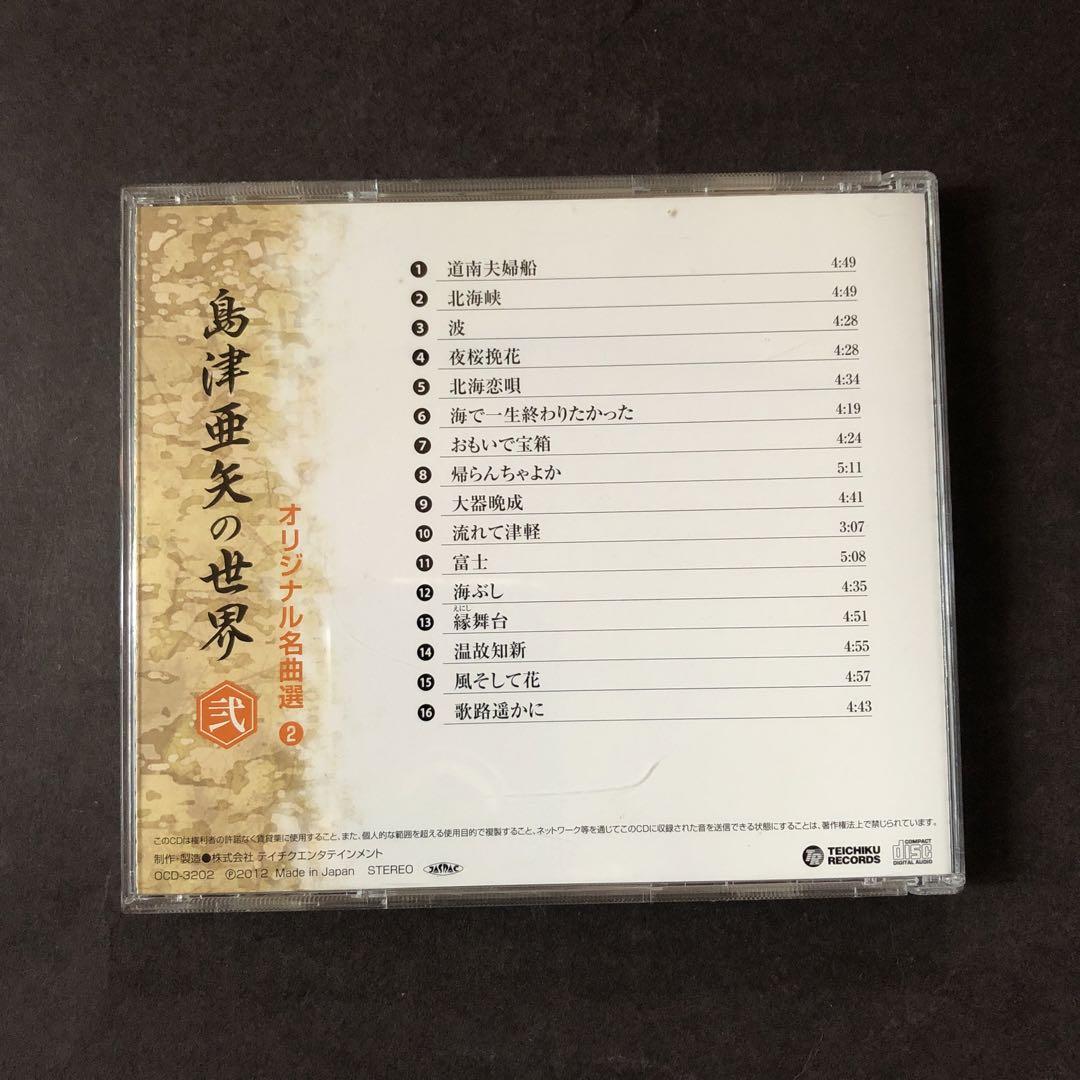 島津亜矢の世界
弐
オリジナル名曲選 2
1 道南夫婦船 4:49
2 北海峡 4:49
3 波 4:28
4 夜桜挽花 4:28
5 北海恋唄 4:34
6 海で一生終わりたかった 4:19
7 おもいで宝箱 4:24
8 帰らんちゃよか 5:11
9 大器晩成 4:41
10 流れて津軽 3:07
11 富士 5:08
12 海ぶし 4:35
えにし
13 縁舞台 4:51
14 温故知新 4:55
15 風そして花 4:57
16 歌路遥かに 4:43
このCDは権利者の許諾なく賃貸業に使用すること、また、個人的な範囲を超える使用目的で複製すること、ネットワーク等を通じてこのCDに収録された音を送信できる状態にすることは、著作権法上で禁じられています。
制作・製造●株式会社 テイチクエンタテインメント
OCD-3202 ℗2012 Made in Japan STEREO JASRAC
TR TEICHIKU RECORDS
COMPACT disc DIGITAL AUDIO